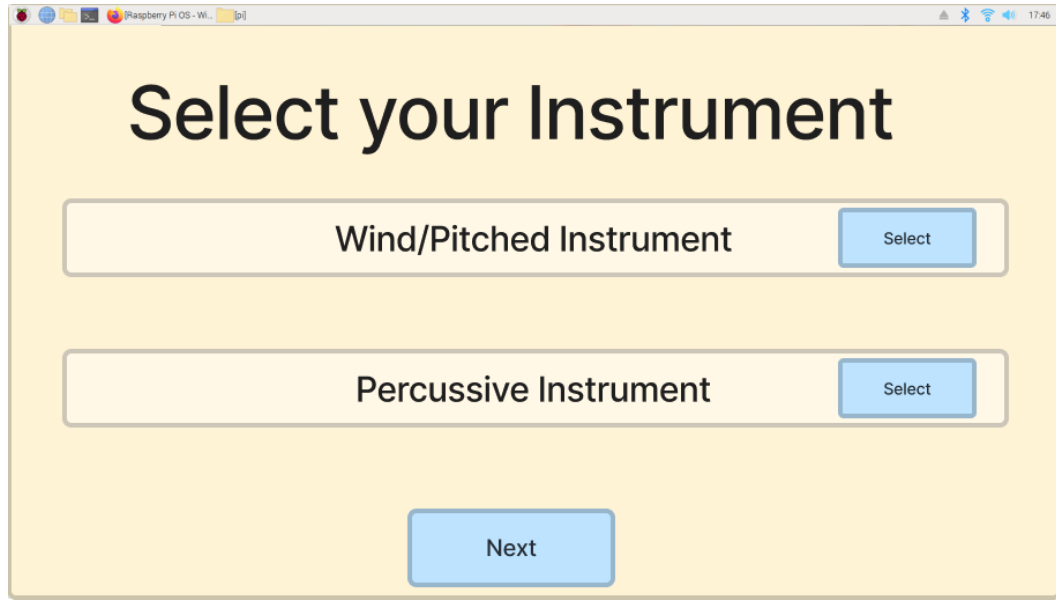 [Raspberry Pi OS - Wi... [pi] 17:46
Select your Instrument
Wind/Pitched Instrument Select
Percussive Instrument Select
Next